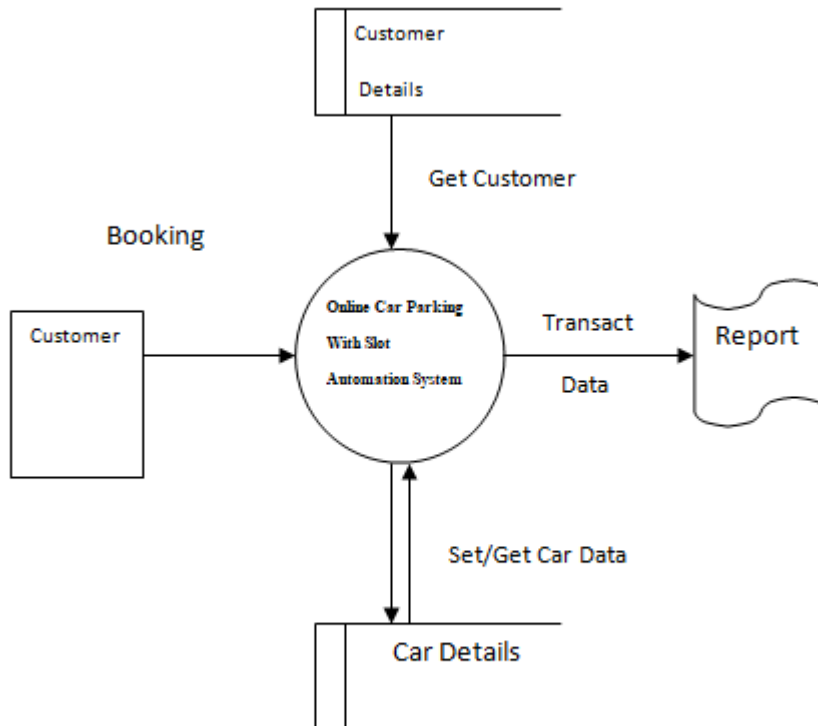 Customer
Details
Get Customer
Booking
Customer
Online Car Parking
With Slot
Automation System
Transact
Data
Report
Set/Get Car Data
Car Details